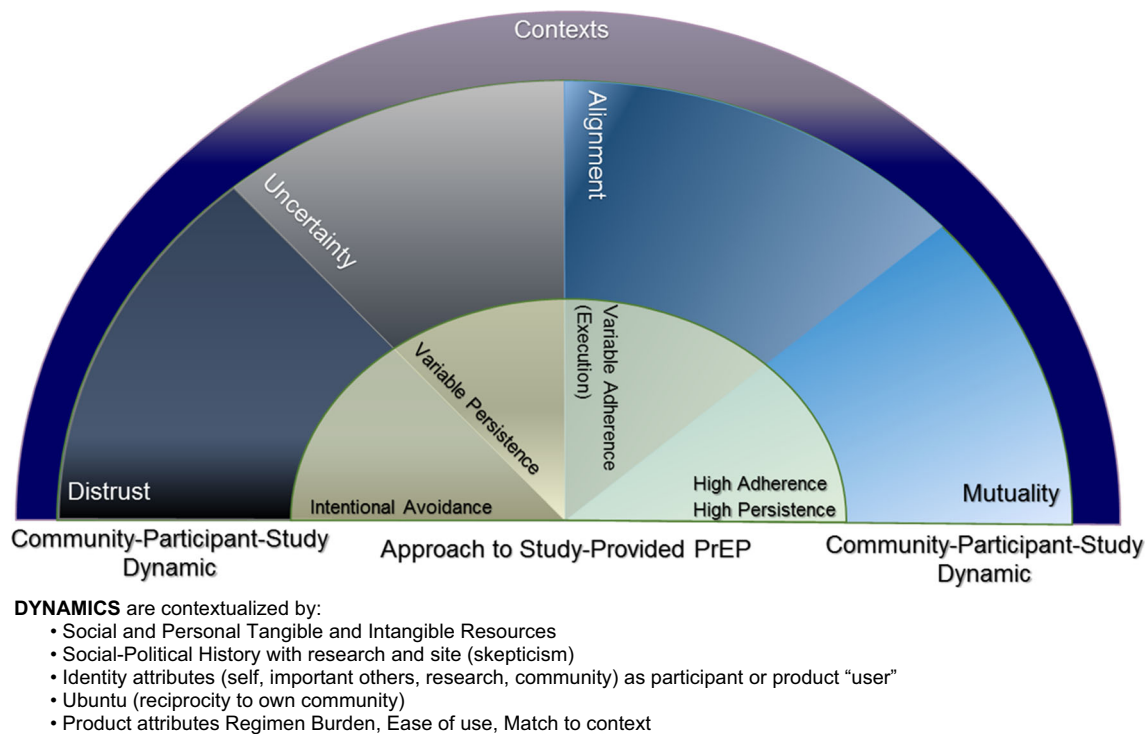 Contexts
Alignment
Uncertainty
Variable Adherence
(Execution)
Variable Persistence
Distrust
High Adherence
Mutuality
Intentional Avoidance
High Persistence
Community-Participant-Study
Dynamic
Approach to Study-Provided PrEP
Community-Participant-Study
Dynamic
DYNAMICS are contextualized by:
• Social and Personal Tangible and Intangible Resources
• Social-Political History with research and site (skepticism)
• Identity attributes (self, important others, research, community) as participant or product “user”
• Ubuntu (reciprocity to own community)
• Product attributes Regimen Burden, Ease of use, Match to context